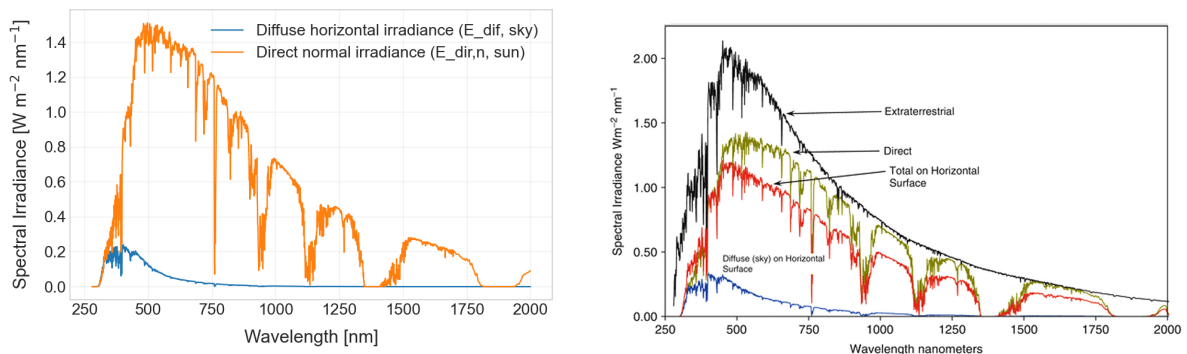 Spectral Irradiance [W m⁻² nm⁻¹]
1.4
1.2
1.0
0.8
0.6
0.4
0.2
0.0
Diffuse horizontal irradiance (E_dif, sky)
Direct normal irradiance (E_dir,n, sun)
250 500 750 1000 1250 1500 1750 2000
Wavelength [nm]
Spectral Irradiance Wm⁻² nm⁻¹
2.00
1.50
1.00
0.50
0.00
Extraterrestrial
Direct
Total on Horizontal
Surface
Diffuse (sky) on Horizontal
Surface
250 500 750 1000 1250 1500 1750 2000
Wavelength nanometers